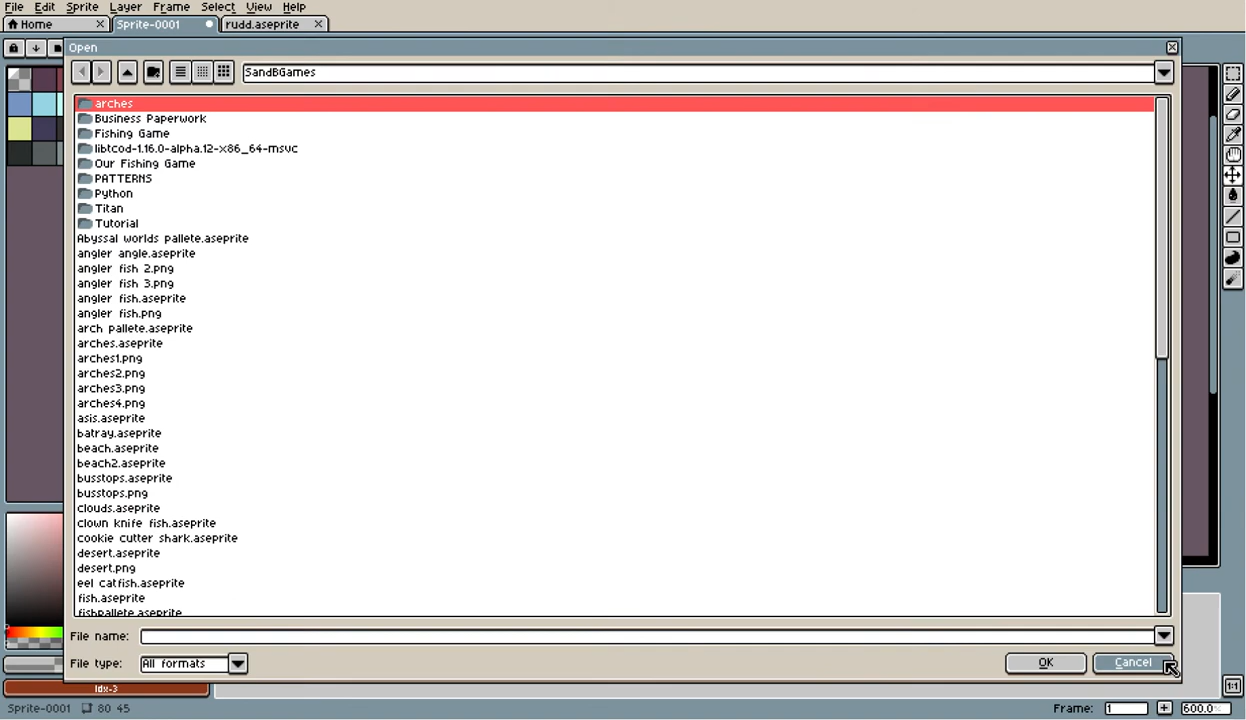 File Edit Sprite Layer Frame Select View Help
Home Sprite-0001 rudd.aseprite
Open
SandBGames
arches
Business Paperwork
Fishing Game
libtcod-1.16.0-alpha.12-x86_64-msvc
Our Fishing Game
PATTERNS
Python
Titan
Tutorial
Abyssal worlds pallete.aseprite
angler angle.aseprite
angler fish 2.png
angler fish 3.png
angler fish.aseprite
angler fish.png
arch pallete.aseprite
arches.aseprite
arches1.png
arches2.png
arches3.png
arches4.png
asis.aseprite
batray.aseprite
beach.aseprite
beach2.aseprite
busstops.aseprite
busstops.png
clouds.aseprite
clown knife fish.aseprite
cookie cutter shark.aseprite
desert.aseprite
desert.png
eel catfish.aseprite
fish.aseprite
fishpallete.aseprite
File name:
File type: All formats OK Cancel
Idx-3 1:1
Sprite-0001 80 45 Frame: 1 + 600.0%